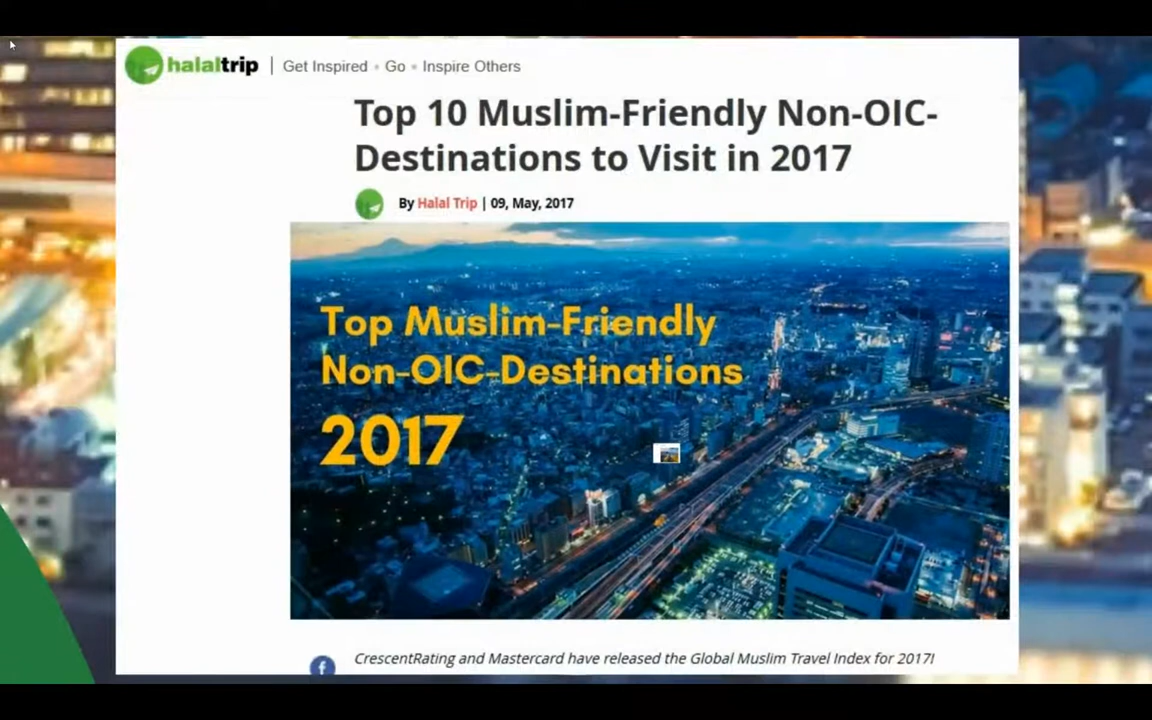 halaltrip | Get Inspired • Go • Inspire Others
Top 10 Muslim-Friendly Non-OIC-
Destinations to Visit in 2017
By Halal Trip | 09, May, 2017
Top Muslim-Friendly
Non-OIC-Destinations
2017
CrescentRating and Mastercard have released the Global Muslim Travel Index for 2017!